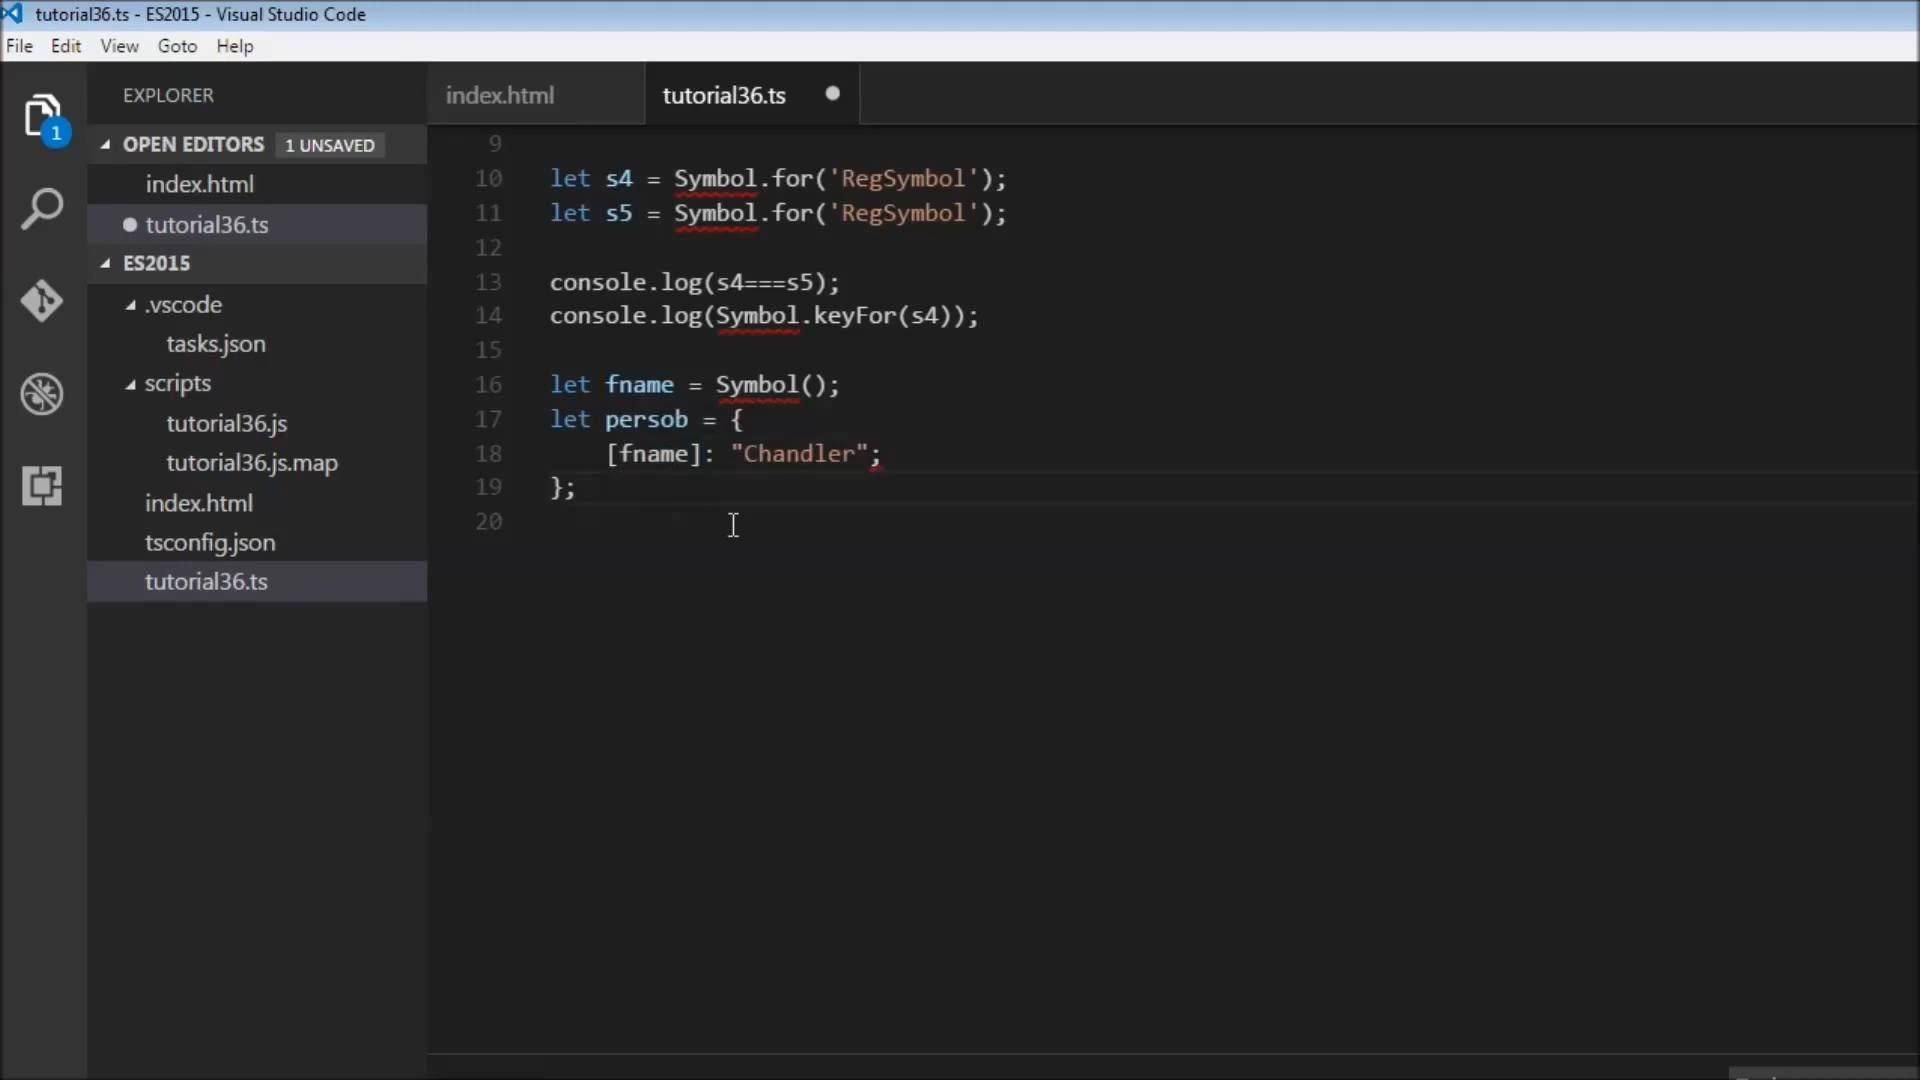 tutorial36.ts - ES2015 - Visual Studio Code
File Edit View Goto Help
EXPLORER
1
OPEN EDITORS 1 UNSAVED
index.html
tutorial36.ts
ES2015
.vscode
tasks.json
scripts
tutorial36.js
tutorial36.js.map
index.html
tsconfig.json
tutorial36.ts
index.html tutorial36.ts
9
10 let s4 = Symbol.for('RegSymbol');
11 let s5 = Symbol.for('RegSymbol');
12
13 console.log(s4===s5);
14 console.log(Symbol.keyFor(s4));
15
16 let fname = Symbol();
17 let persob = {
18 [fname]: "Chandler";
19 };
20